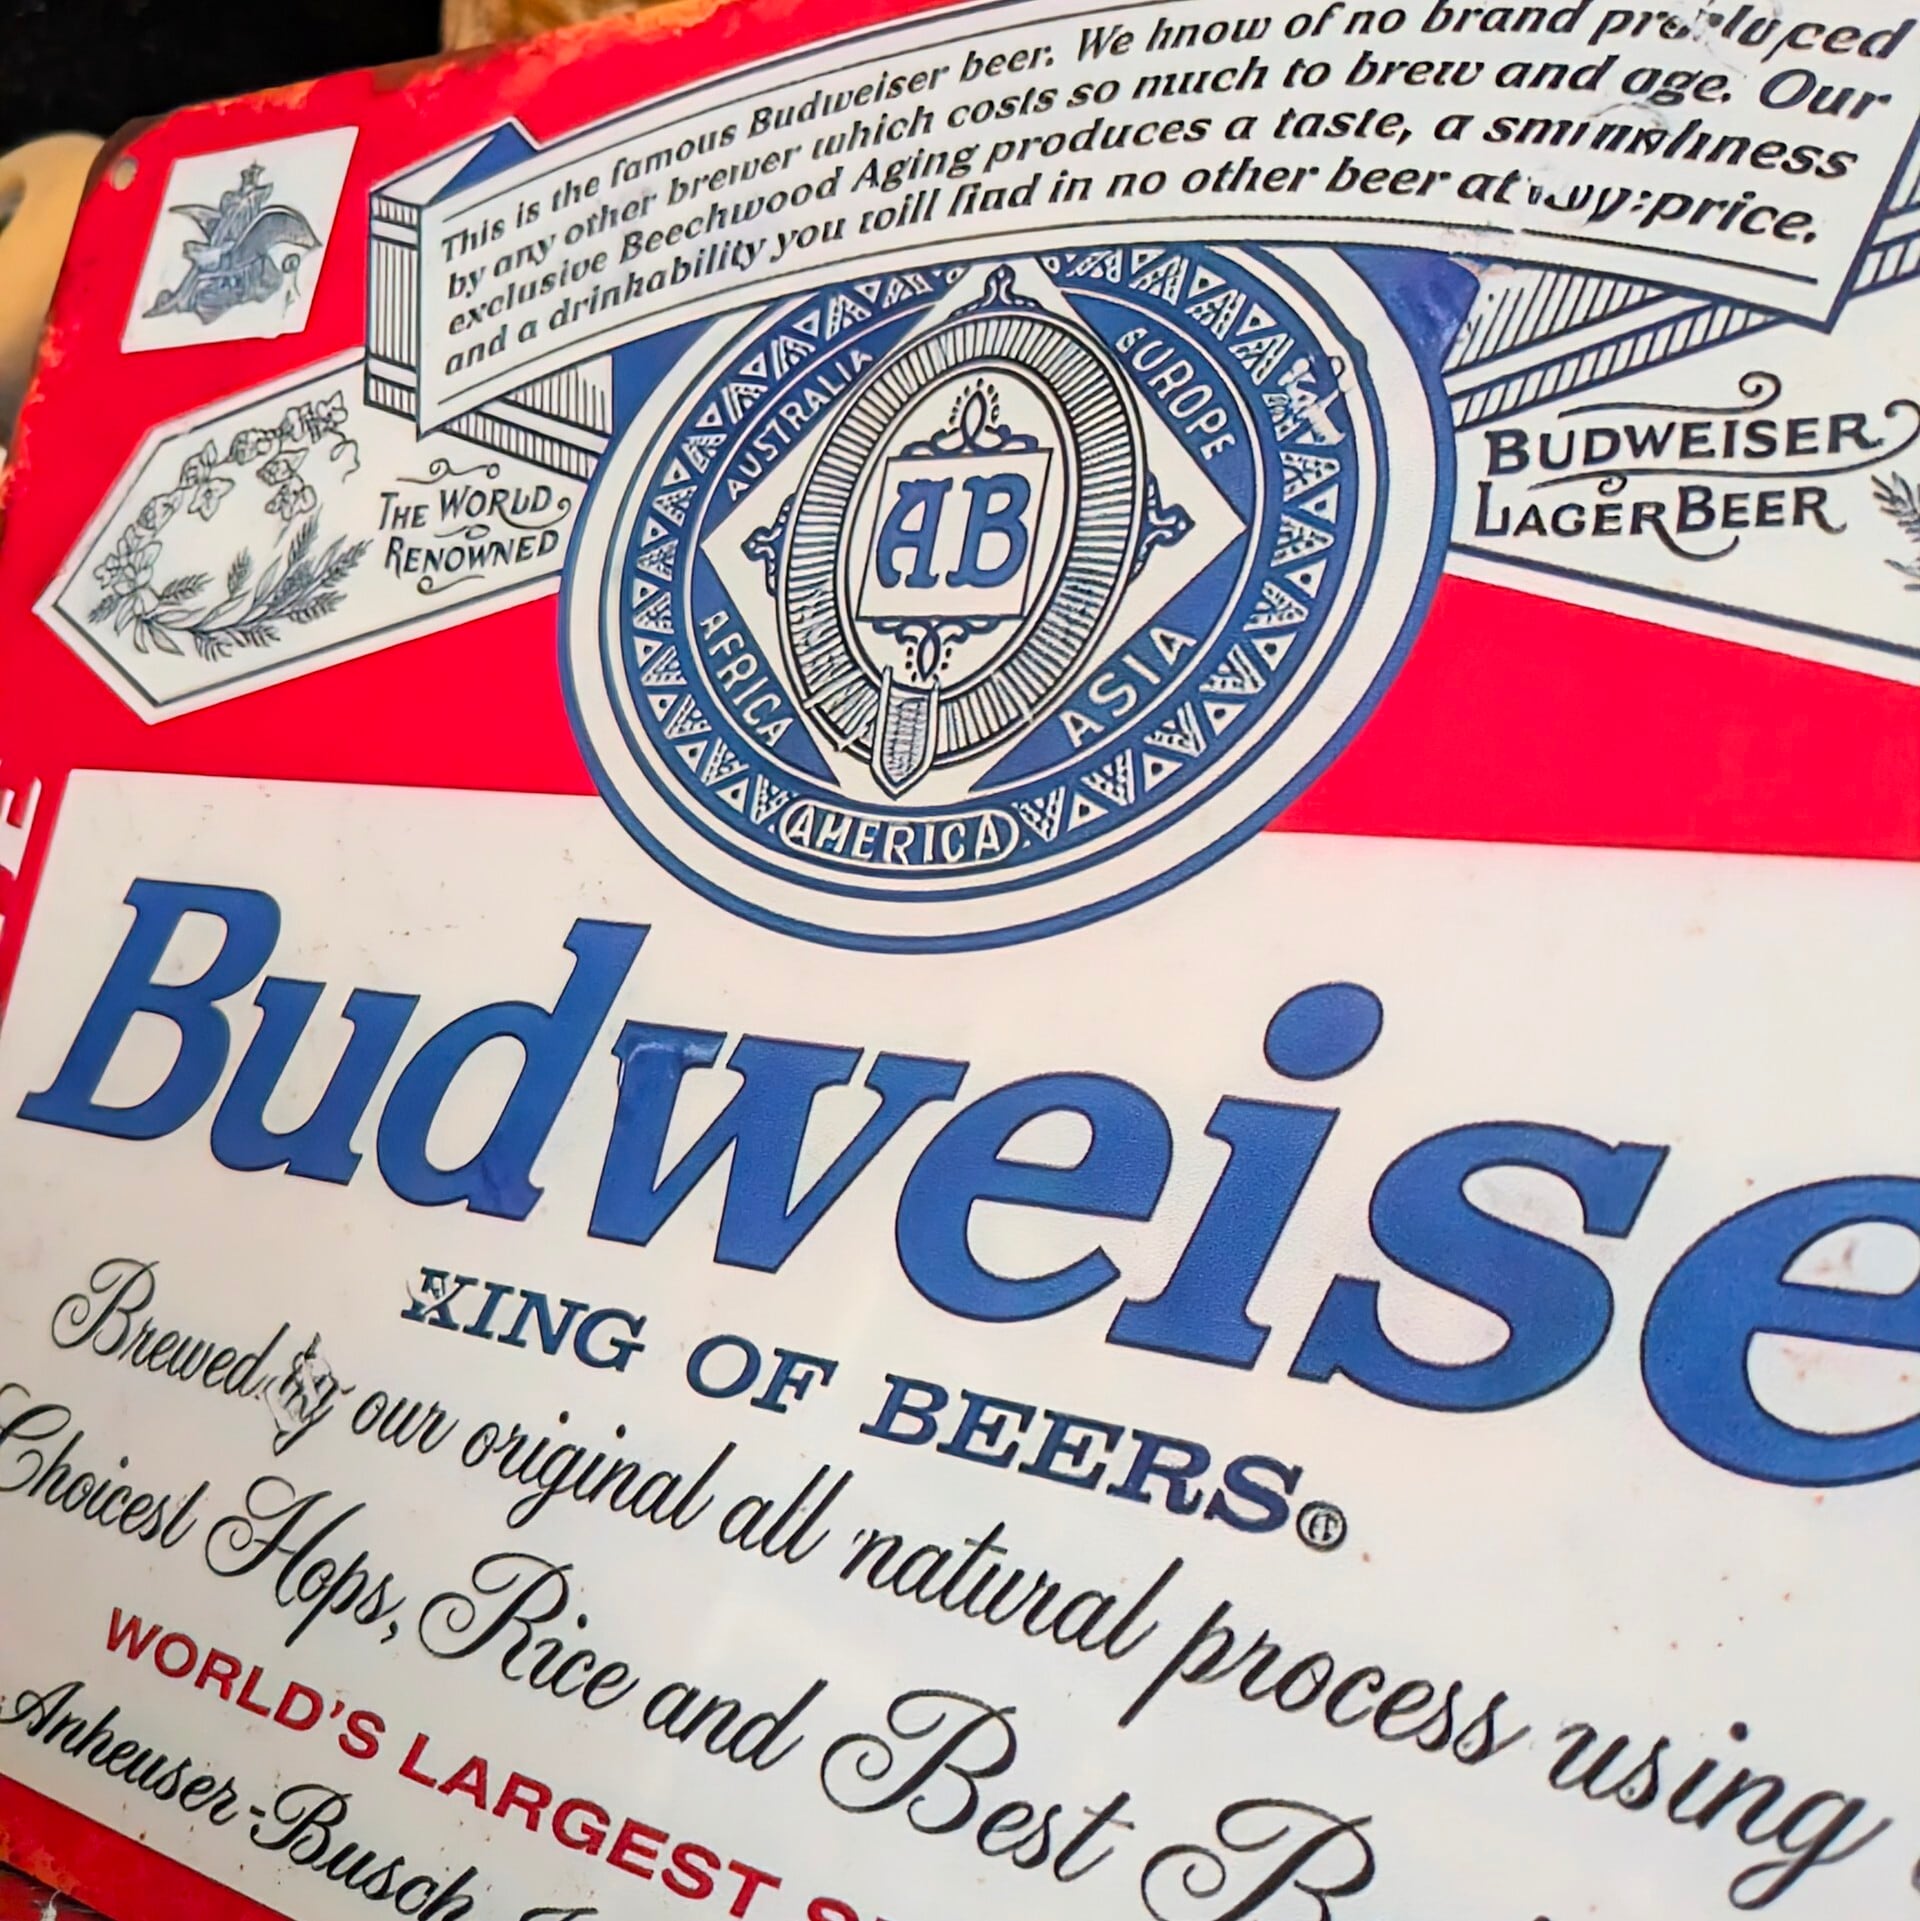 This is the famous Budweiser beer. We know of no brand
by any other brewer which costs so much to brew and age. Our
exclusive Beechwood Aging produces a taste, a
and a drinkability you will find in no other beer at price.
THE WORLD
RENOWNED
BUDWEISER
LAGER BEER
AUSTRALIA
EUROPE
AB
AFRICA
ASIA
AMERICA
Budweise
KING OF BEERS®
Brewed by our original all natural process using
Choicest Hops, Rice and Best B
WORLD'S LARGEST S
Anheuser-Busch